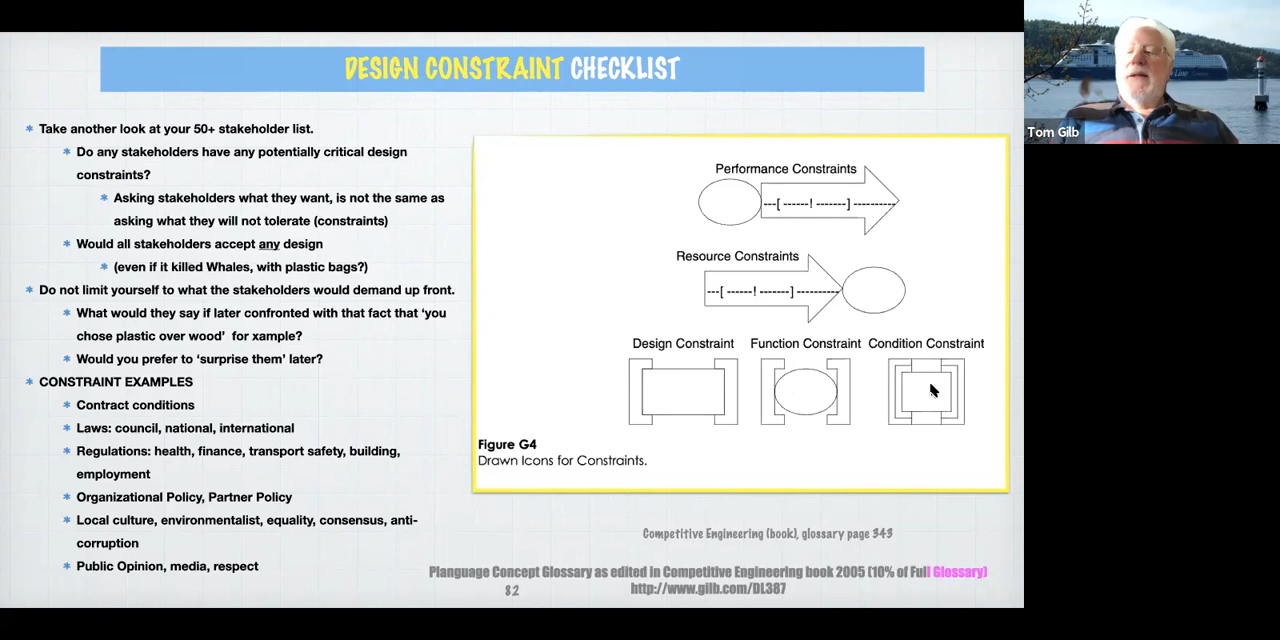 DESIGN CONSTRAINT CHECKLIST
Take another look at your 50+ stakeholder list.
Do any stakeholders have any potentially critical design
constraints?
Asking stakeholders what they want, is not the same as
asking what they will not tolerate (constraints)
Would all stakeholders accept any design
(even if it killed Whales, with plastic bags?)
Do not limit yourself to what the stakeholders would demand up front.
What would they say if later confronted with that fact that ‘you
chose plastic over wood’ for xample?
Would you prefer to ‘surprise them’ later?
CONSTRAINT EXAMPLES
Contract conditions
Laws: council, national, international
Regulations: health, finance, transport safety, building,
employment
Organizational Policy, Partner Policy
Local culture, environmentalist, equality, consensus, anti-
corruption
Public Opinion, media, respect
Performance Constraints
---[ ------! -------] ----------
Resource Constraints
---[ ------! -------] ----------
Design Constraint Function Constraint Condition Constraint
Figure G4
Drawn Icons for Constraints.
Competitive Engineering (book), glossary page 343
Planguage Concept Glossary as edited in Competitive Engineering book 2005 (10% of Full Glossary)
http://www.gilb.com/DL387
82
Line
Tom Gilb